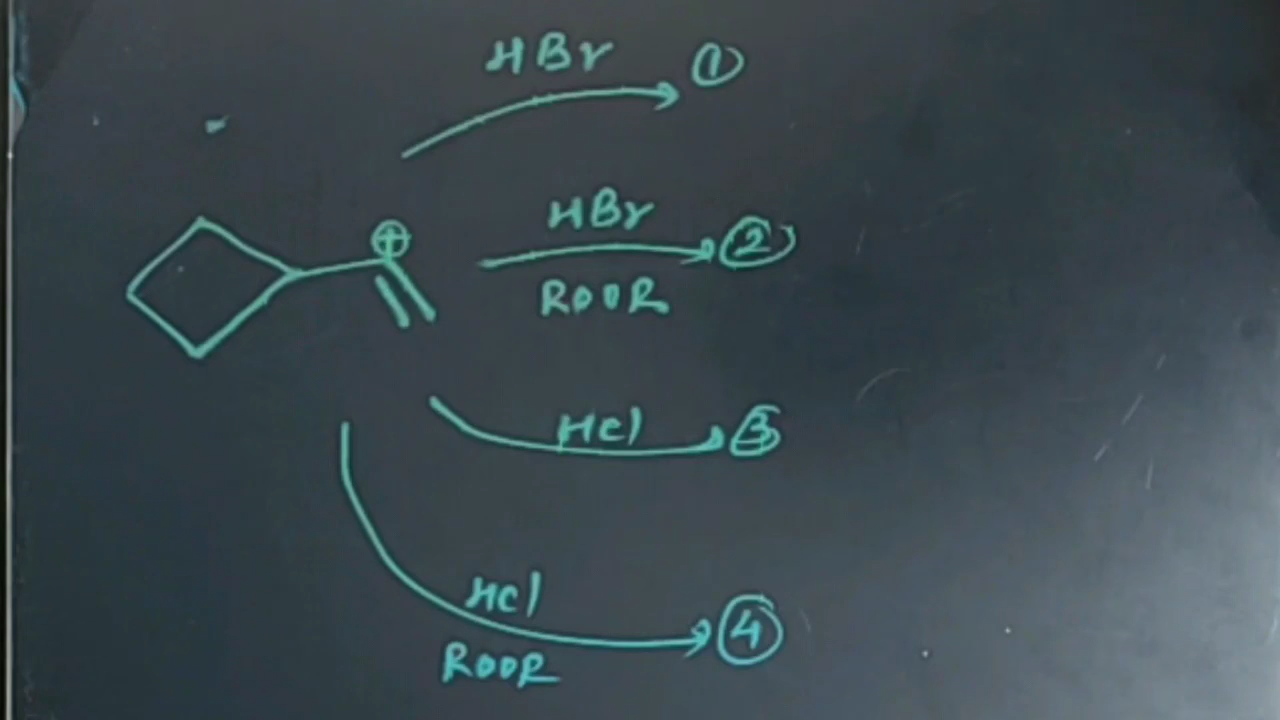 HBr ①
⊕
HBr ②
ROOR
HCl ③
HCl ④
ROOR